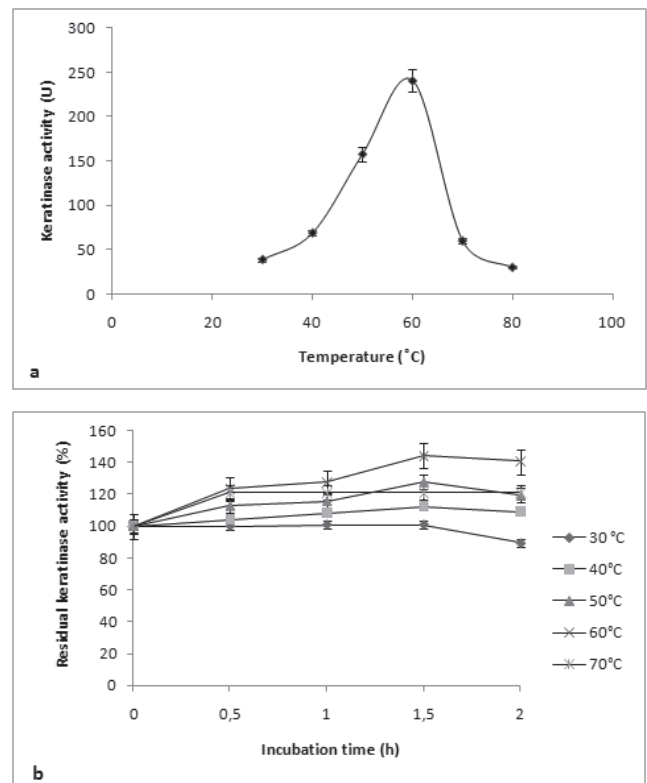 300
250
200
150
100
50
0
Keratinase activity (U)
0 20 40 60 80 100
Temperature (˚C)
a
160
140
120
100
80
60
40
20
0
Residual keratinase activity (%)
0 0,5 1 1,5 2
Incubation time (h)
30 °C
40°C
50°C
60°C
70°C
b